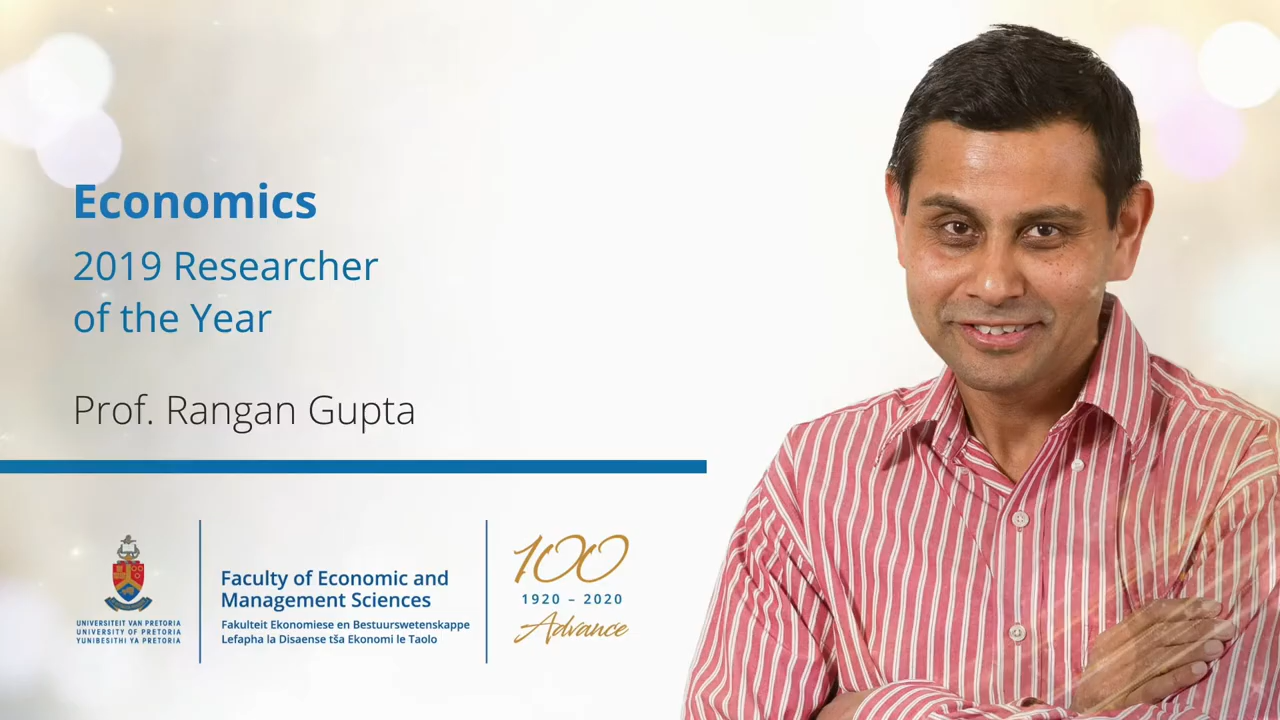 Economics
2019 Researcher
of the Year
Prof. Rangan Gupta
UNIVERSITEIT VAN PRETORIA
UNIVERSITY OF PRETORIA
YUNIBESITHI YA PRETORIA
Faculty of Economic and
Management Sciences
Fakulteit Ekonomiese en Bestuurswetenskappe
Lefapha la Disaense tša Ekonomi le Taolo
100
1920 – 2020
Advance